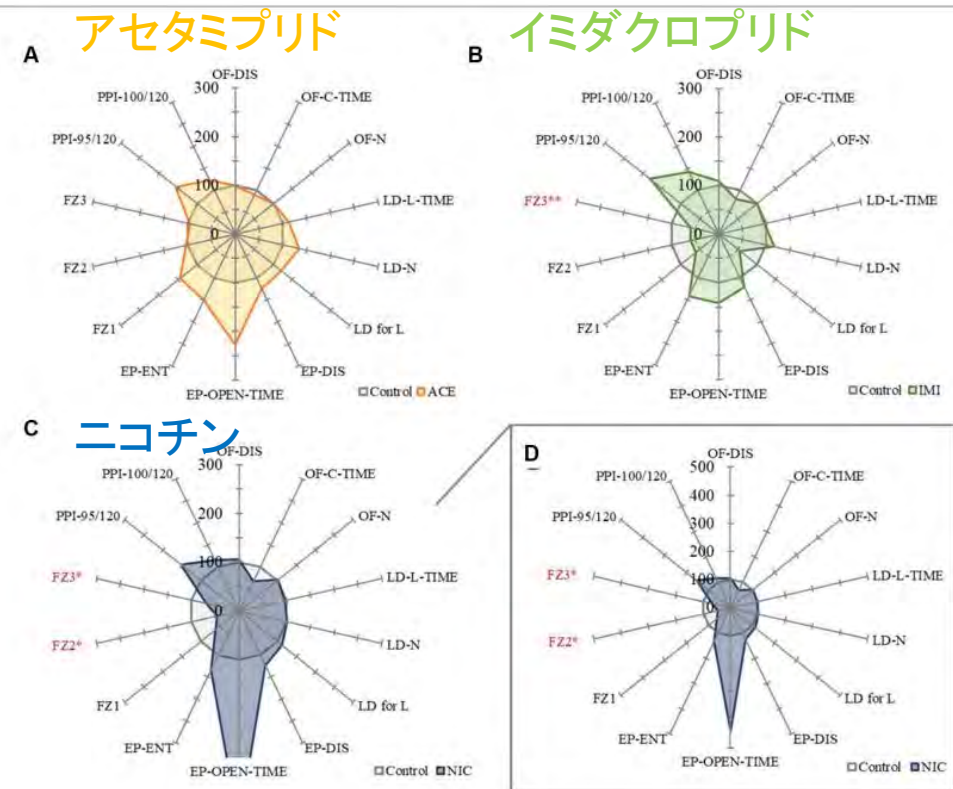 アセタミプリド
A
OF-DIS
300
200
100
0
OF-C-TIME
OF-N
LD-L-TIME
LD-N
LD for L
EP-DIS
EP-OPEN-TIME
EP-ENT
FZ1
FZ2
FZ3
PPI-95/120
PPI-100/120
Control ACE
イミダクロプリド
B
OF-DIS
300
200
100
0
OF-C-TIME
OF-N
LD-L-TIME
LD-N
LD for L
EP-DIS
EP-OPEN-TIME
EP-ENT
FZ1
FZ2
FZ3**
PPI-95/120
PPI-100/120
Control IMI
ニコチン
C
OF-DIS
300
200
100
0
OF-C-TIME
OF-N
LD-L-TIME
LD-N
LD for L
EP-DIS
EP-OPEN-TIME
EP-ENT
FZ1
FZ2*
FZ3*
PPI-95/120
PPI-100/120
Control NIC
D
OF-DIS
500
400
300
200
100
0
OF-C-TIME
OF-N
LD-L-TIME
LD-N
LD for L
EP-DIS
EP-OPEN-TIME
EP-ENT
FZ1
FZ2*
FZ3*
PPI-95/120
PPI-100/120
Control NIC